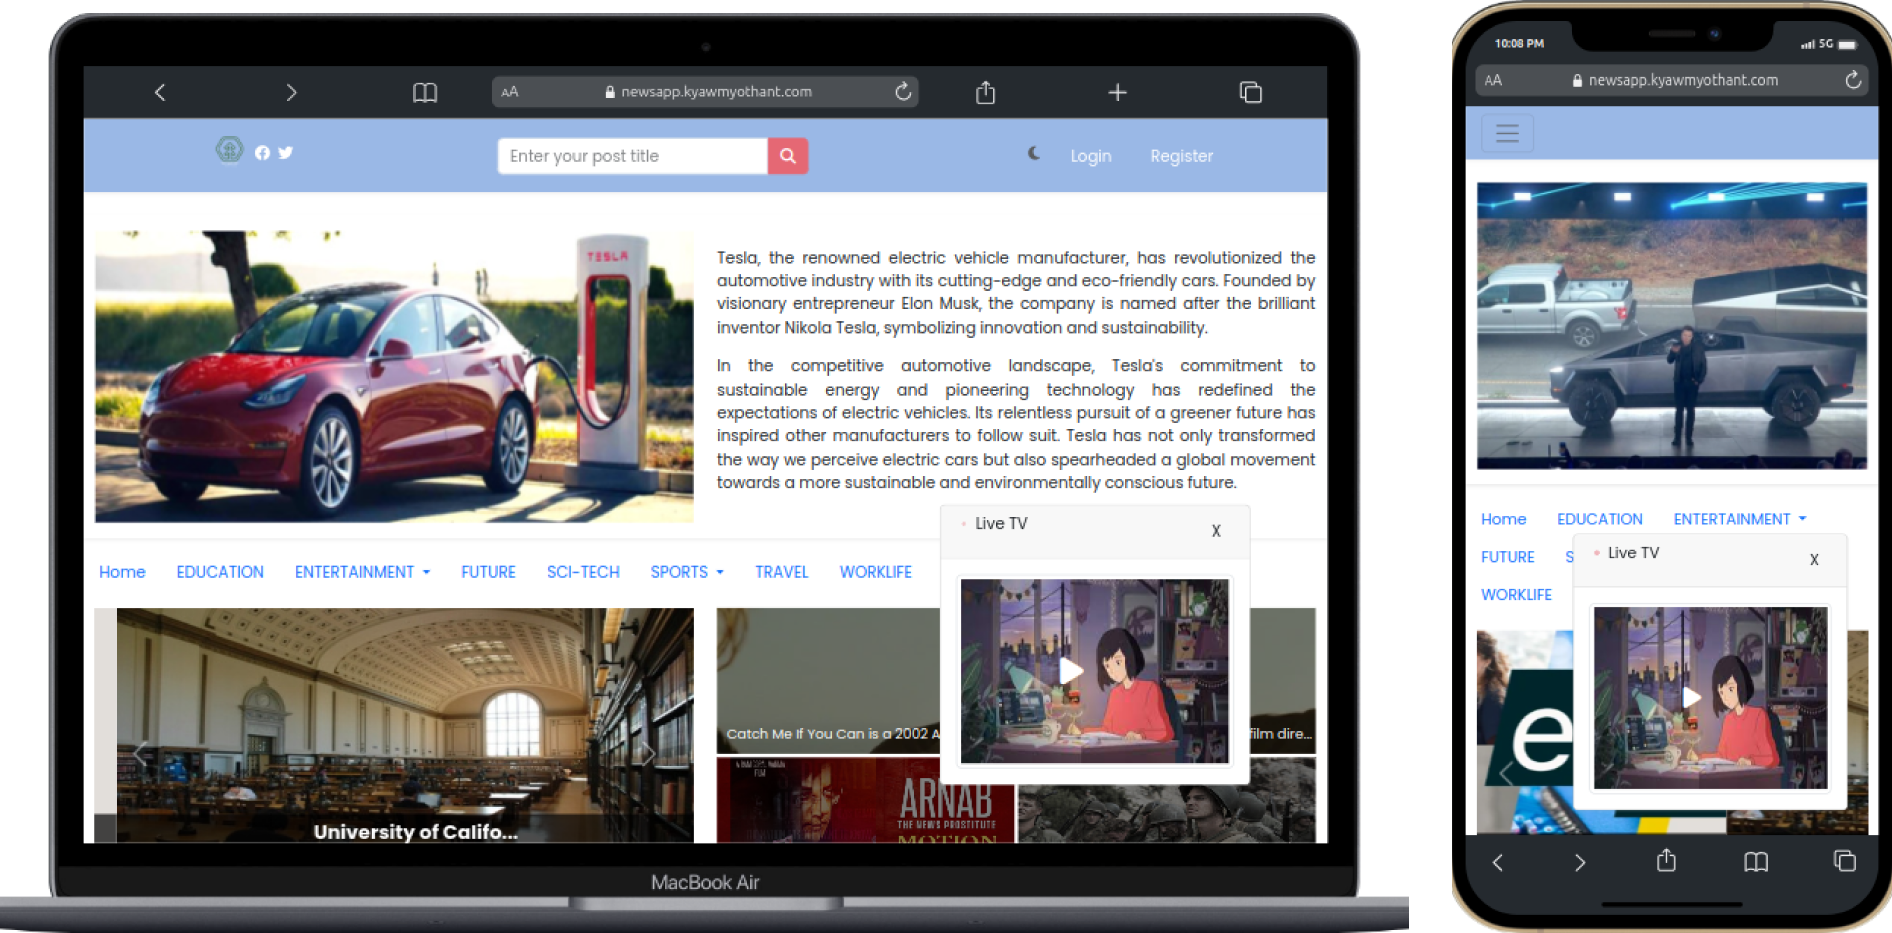 AA
newsapp.kyawmyothant.com
Enter your post title
Login
Register
TESLA
Tesla, the renowned electric vehicle manufacturer, has revolutionized the
automotive industry with its cutting-edge and eco-friendly cars. Founded by
visionary entrepreneur Elon Musk, the company is named after the brilliant
inventor Nikola Tesla, symbolizing innovation and sustainability.
In the competitive automotive landscape, Tesla's commitment to
sustainable energy and pioneering technology has redefined the
expectations of electric vehicles. Its relentless pursuit of a greener future has
inspired other manufacturers to follow suit. Tesla has not only transformed
the way we perceive electric cars but also spearheaded a global movement
towards a more sustainable and environmentally conscious future.
Live TV
X
Home EDUCATION ENTERTAINMENT FUTURE SCI-TECH SPORTS TRAVEL WORKLIFE
Catch Me If You Can is a 2002 A
film dire...
ARNAB
THE NEWS PROSTITUTE
MOTION
University of Califo...
MacBook Air
10:08 PM
5G
AA
newsapp.kyawmyothant.com
Home EDUCATION ENTERTAINMENT
FUTURE S
WORKLIFE
Live TV
X
e